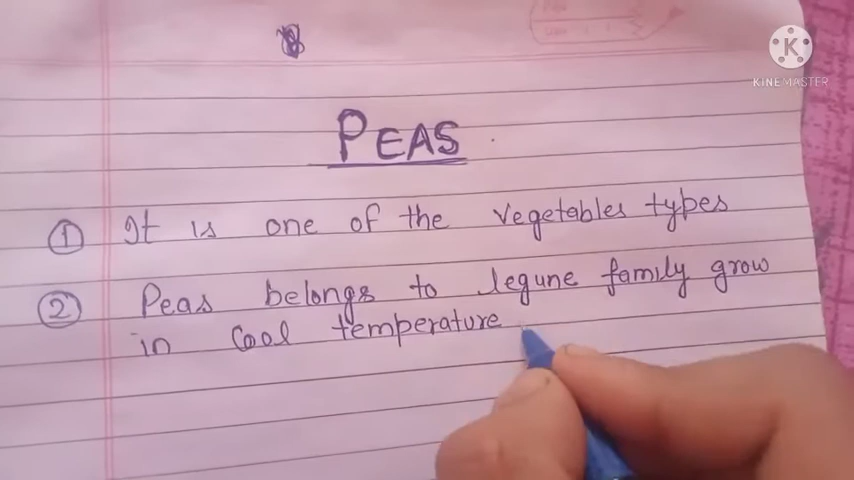 K
KINEMASTER
PEAS
① It is one of the vegetables types
② Peas belongs to legune family grow
in Cool temperature